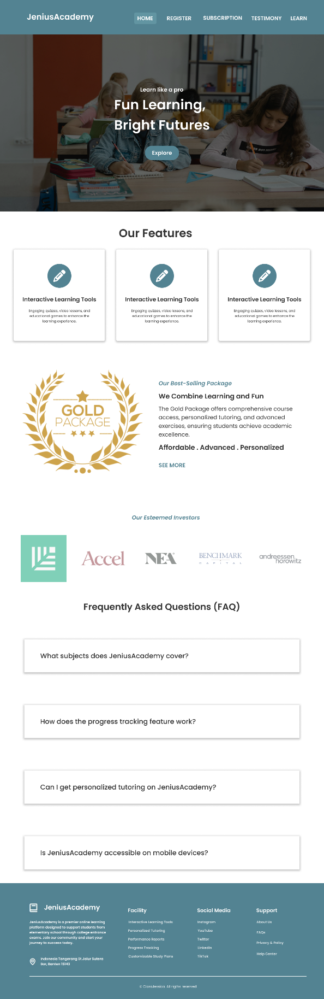 JeniusAcademy
HOME
REGISTER
SUBSCRIPTION
TESTIMONY
LEARN
Learn like a pro
Fun Learning,
Bright Futures
Explore
Our Features
Interactive Learning Tools
Engaging quizzes, video lessons, and
educational games to enhance the
learning experience.
Interactive Learning Tools
Engaging quizzes, video lessons, and
educational games to enhance the
learning experience.
Interactive Learning Tools
Engaging quizzes, video lessons, and
educational games to enhance the
learning experience.
GOLD
PACKAGE
Our Best-Selling Package
We Combine Learning and Fun
The Gold Package offers comprehensive course
access, personalized tutoring, and advanced
exercises, ensuring students achieve academic
excellence.
Affordable . Advanced . Personalized
SEE MORE
Our Esteemed Investors
Accel
NEA
BENCHMARK
CAPITAL
andreessen.
horowitz
Frequently Asked Questions (FAQ)
What subjects does JeniusAcademy cover?
How does the progress tracking feature work?
Can I get personalized tutoring on JeniusAcademy?
Is JeniusAcademy accessible on mobile devices?
JeniusAcademy
JeniusAcademy is a premier online learning
platform designed to support students from
elementary school through college entrance
exams. Join our community and start your
journey to success today.
Indonesia Tangerang St.Jalur Sutera
Bar, Banten 15143
Facility
Interactive Learning Tools
Personalized Tutoring
Performance Reports
Progress Tracking
Customizable Study Plans
Social Media
Instagram
YouTube
Twitter
LinkedIn
TikTok
Support
About Us
FAQs
Privacy & Policy
Help Center
© ClaraJessica. All rigths reserved